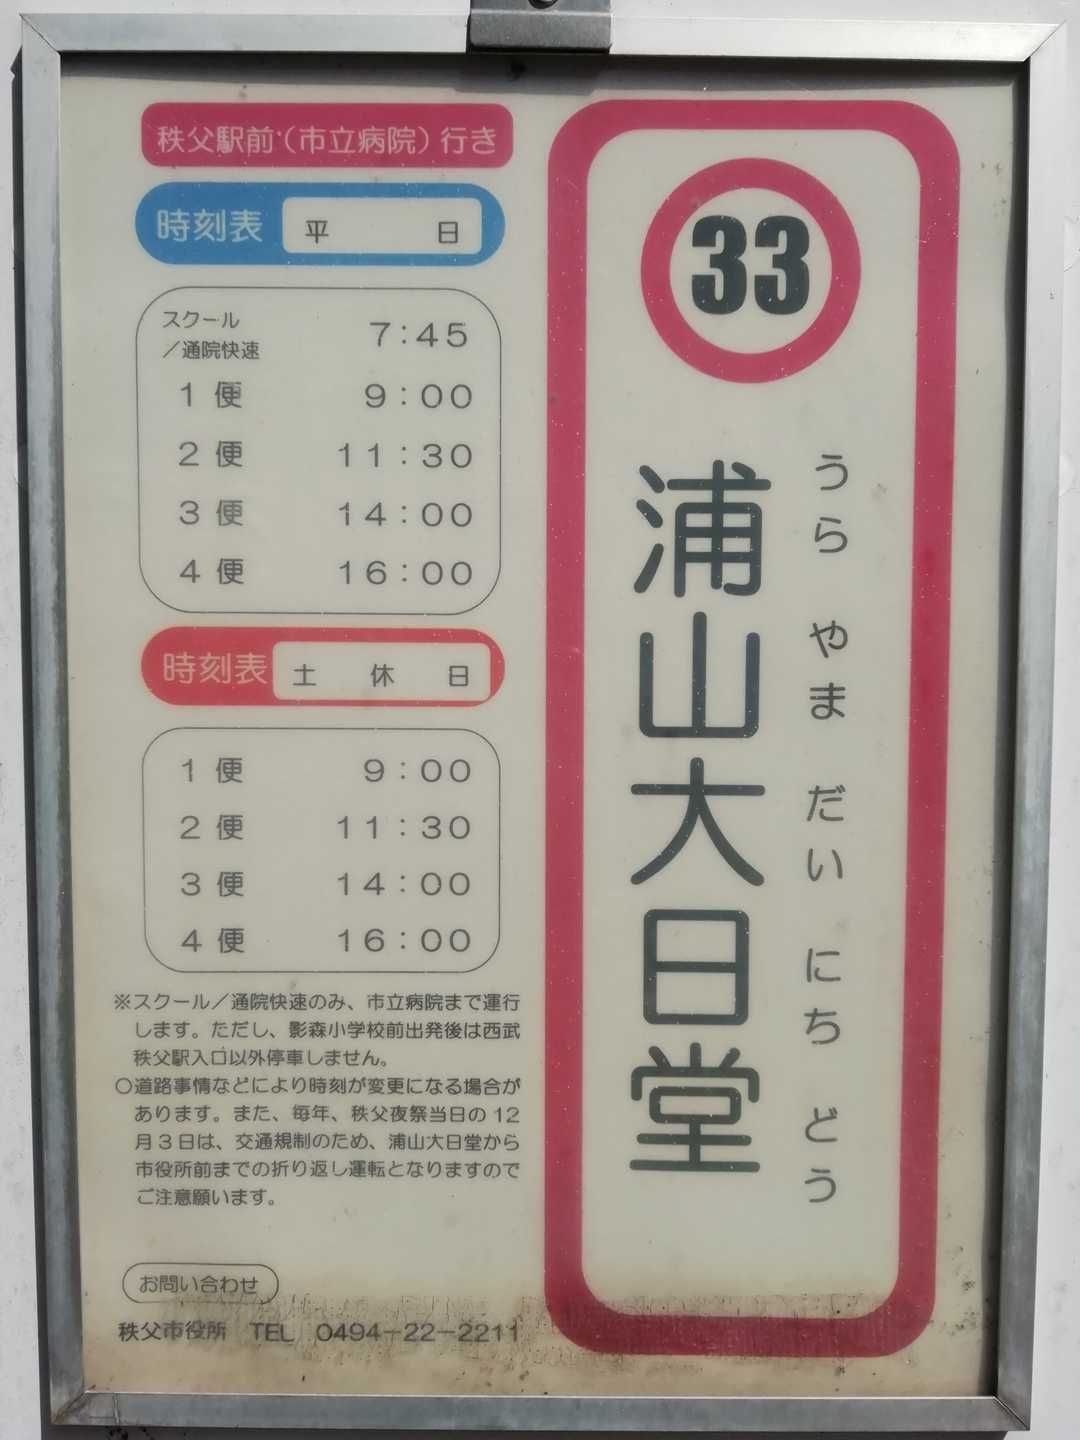 秩父駅前・(市立病院)行き
時刻表 平日
スクール
/通院快速 7:45
1便 9:00
2便 11:30
3便 14:00
4便 16:00
時刻表 土休日
1便 9:00
2便 11:30
3便 14:00
4便 16:00
※スクール/通院快速のみ、市立病院まで運行
します。ただし、影森小学校前出発後は西武
秩父駅入口以外停車しません。
○道路事情などにより時刻が変更になる場合が
あります。また、毎年、秩父夜祭当日の12
月3日は、交通規制のため、浦山大日堂から
市役所前までの折り返し運転となりますので
ご注意願います。
お問い合わせ
秩父市役所 TEL 0494-22-2211
33
浦山大日堂
うら やま だい にち どう